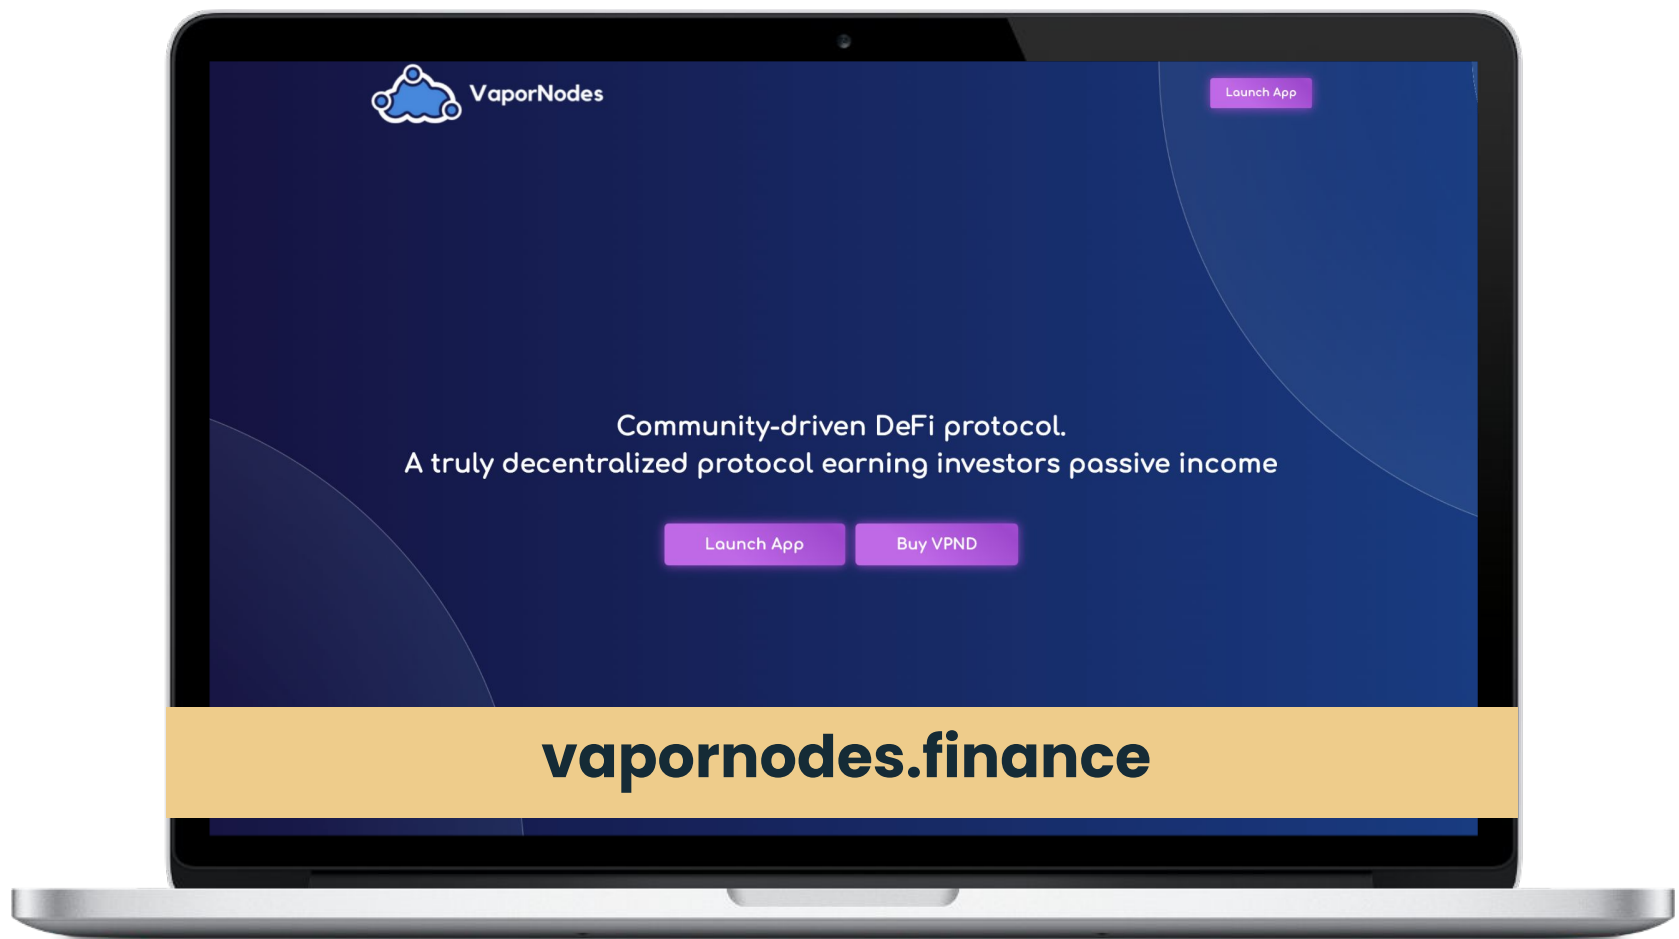 VaporNodes
Launch App
Community-driven DeFi protocol.
A truly decentralized protocol earning investors passive income
Launch App
Buy VPND
vapornodes.finance